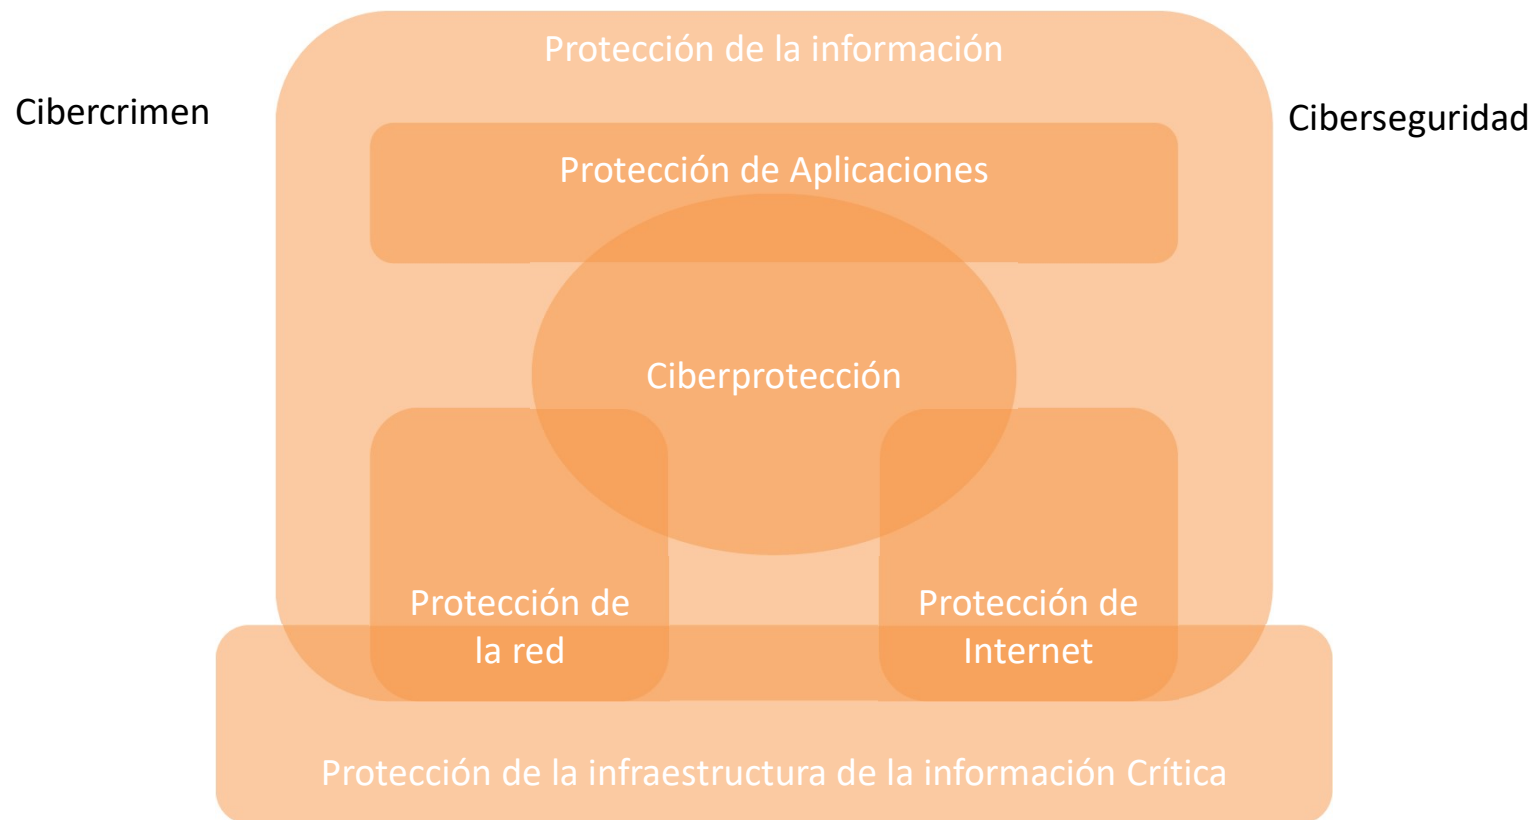 Protección de la información
Cibercrimen
Ciberseguridad
Protección de Aplicaciones
Ciberprotección
Protección de
la red
Protección de
Internet
Protección de la infraestructura de la información Crítica